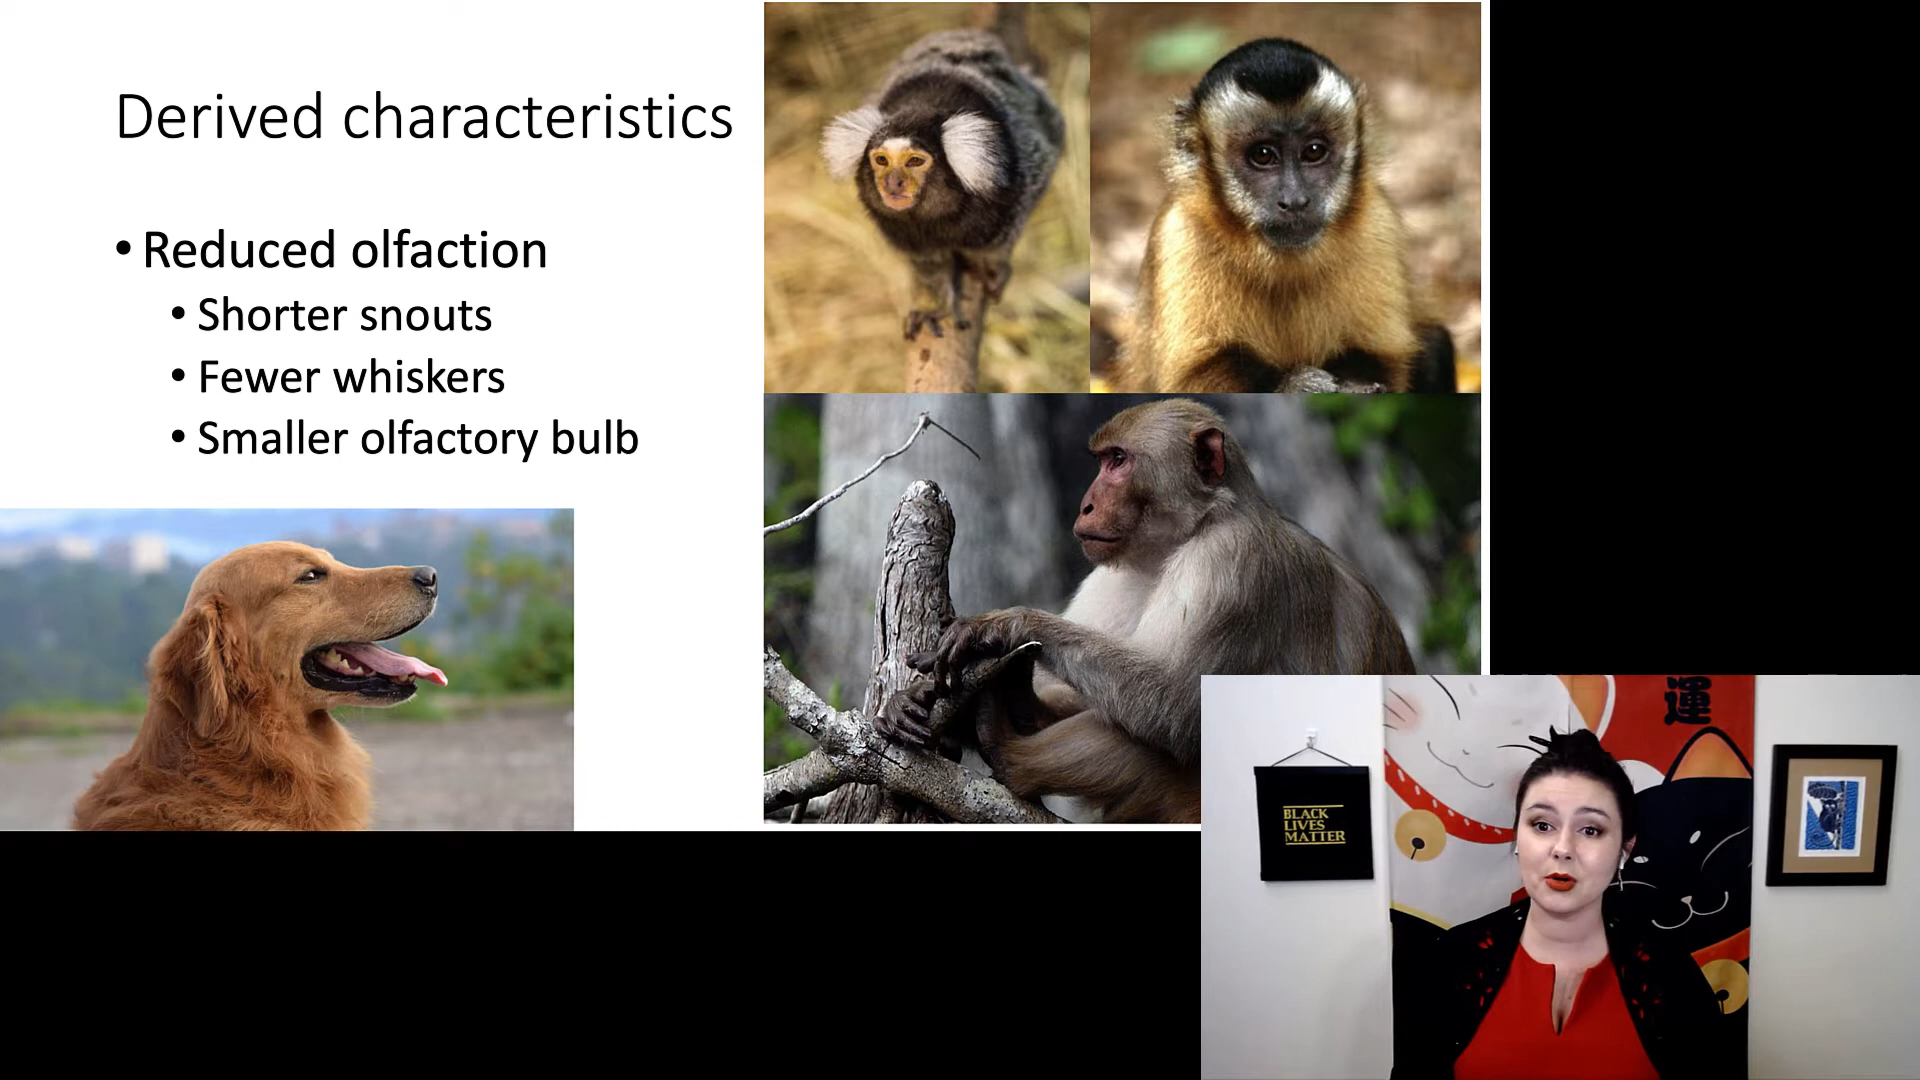 Derived characteristics
• Reduced olfaction
• Shorter snouts
• Fewer whiskers
• Smaller olfactory bulb
運
BLACK
LIVES
MATTER